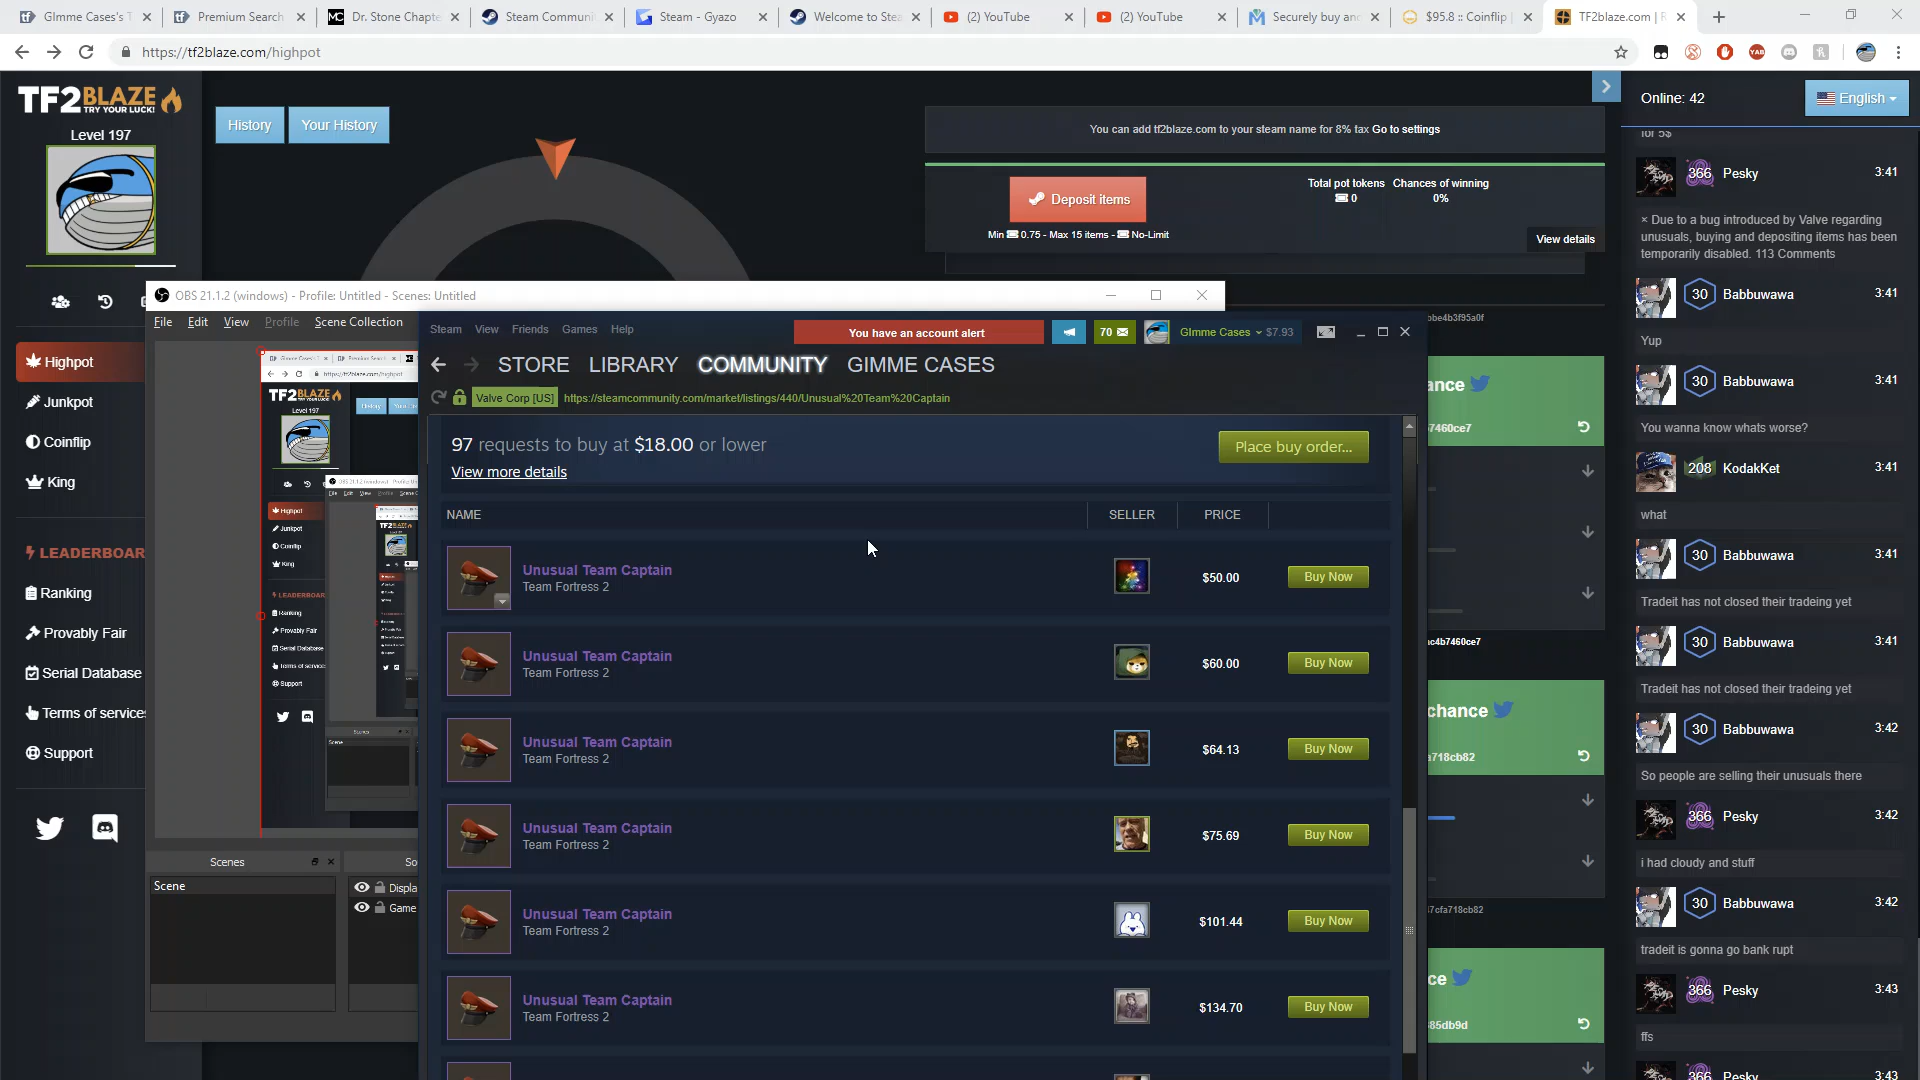 GImme Cases's T
Premium Search
Dr. Stone Chapte
Steam Communi
Steam - Gyazo
Welcome to Stea
(2) YouTube
(2) YouTube
Securely buy and
$95.8 :: Coinflip
TF2blaze.com | R
https://tf2blaze.com/highpot
TF2BLAZE
TRY YOUR LUCK!
Level 197
History
Your History
You can add tf2blaze.com to your steam name for 8% tax Go to settings
Deposit items
Min 0.75 - Max 15 items - No-Limit
Total pot tokens
0
Chances of winning
0%
View details
Highpot
Junkpot
Coinflip
King
LEADERBOAR
Ranking
Provably Fair
Serial Database
Terms of services
Support
OBS 21.1.2 (windows) - Profile: Untitled - Scenes: Untitled
File Edit View Profile Scene Collection
Scenes
So
Scene
Displa
Game
Steam View Friends Games Help
You have an account alert
70
GImme Cases
$7.93
STORE LIBRARY COMMUNITY GIMME CASES
Valve Corp [US]
https://steamcommunity.com/market/listings/440/Unusual%20Team%20Captain
97 requests to buy at $18.00 or lower
View more details
Place buy order...
NAME SELLER PRICE
Unusual Team Captain
Team Fortress 2
$50.00
Buy Now
Unusual Team Captain
Team Fortress 2
$60.00
Buy Now
Unusual Team Captain
Team Fortress 2
$64.13
Buy Now
Unusual Team Captain
Team Fortress 2
$75.69
Buy Now
Unusual Team Captain
Team Fortress 2
$101.44
Buy Now
Unusual Team Captain
Team Fortress 2
$134.70
Buy Now
bbe4b3f95a0f
ance
7460ce7
c4b7460ce7
chance
a718cb82
7cfa718cb82
ce
85db9d
Online: 42
English
for 5$
366 Pesky 3:41
× Due to a bug introduced by Valve regarding
unusuals, buying and depositing items has been
temporarily disabled. 113 Comments
30 Babbuwawa 3:41
Yup
30 Babbuwawa 3:41
You wanna know whats worse?
208 KodakKet 3:41
what
30 Babbuwawa 3:41
Tradeit has not closed their tradeing yet
30 Babbuwawa 3:41
Tradeit has not closed their tradeing yet
30 Babbuwawa 3:42
So people are selling their unusuals there
366 Pesky 3:42
i had cloudy and stuff
30 Babbuwawa 3:42
tradeit is gonna go bank rupt
366 Pesky 3:43
ffs
366 Pesky 3:43